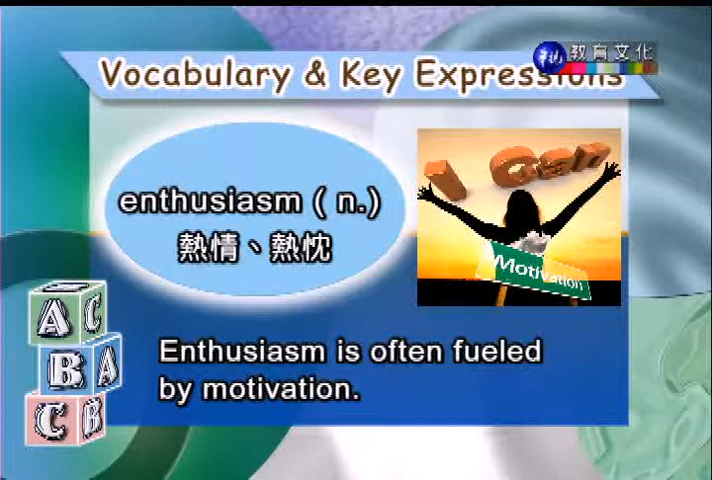 教育文化
Vocabulary & Key Expressions
I Can
enthusiasm ( n.)
熱情、熱忱
Motivation
A C
B A
C B
Enthusiasm is often fueled
by motivation.